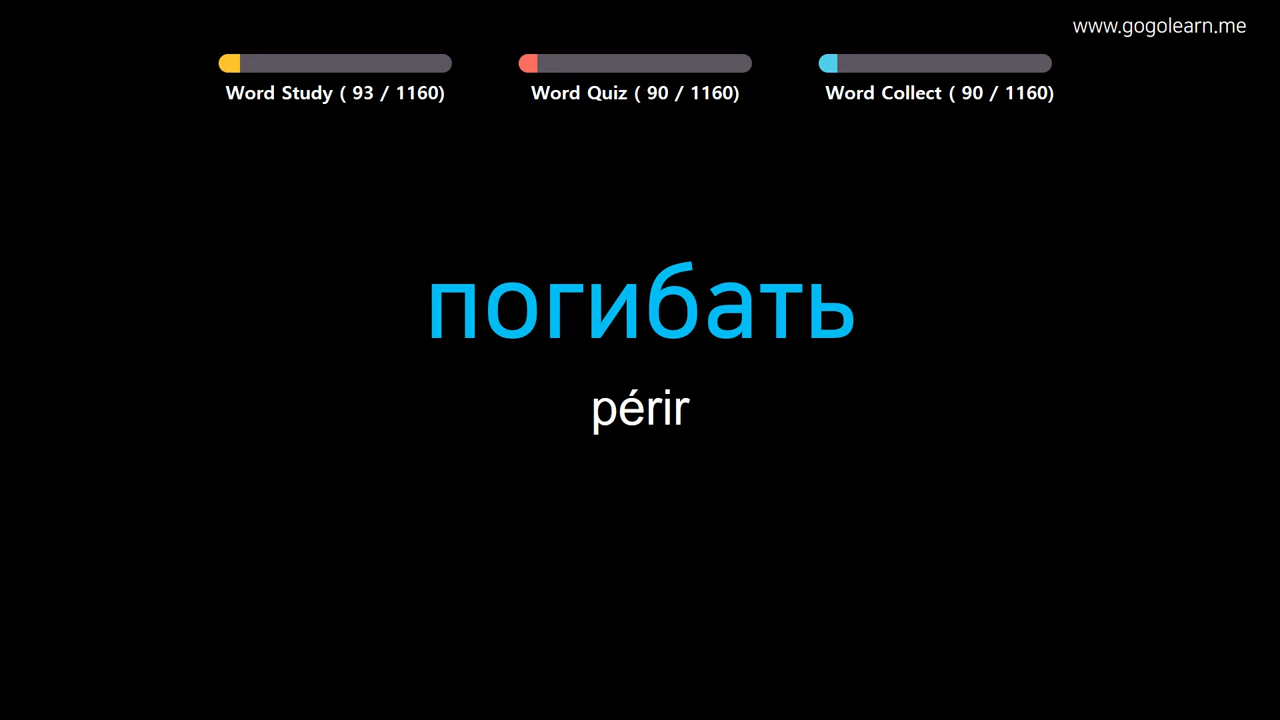 www.gogolearn.me
Word Study ( 93 / 1160)
Word Quiz ( 90 / 1160)
Word Collect ( 90 / 1160)
погибать
périr